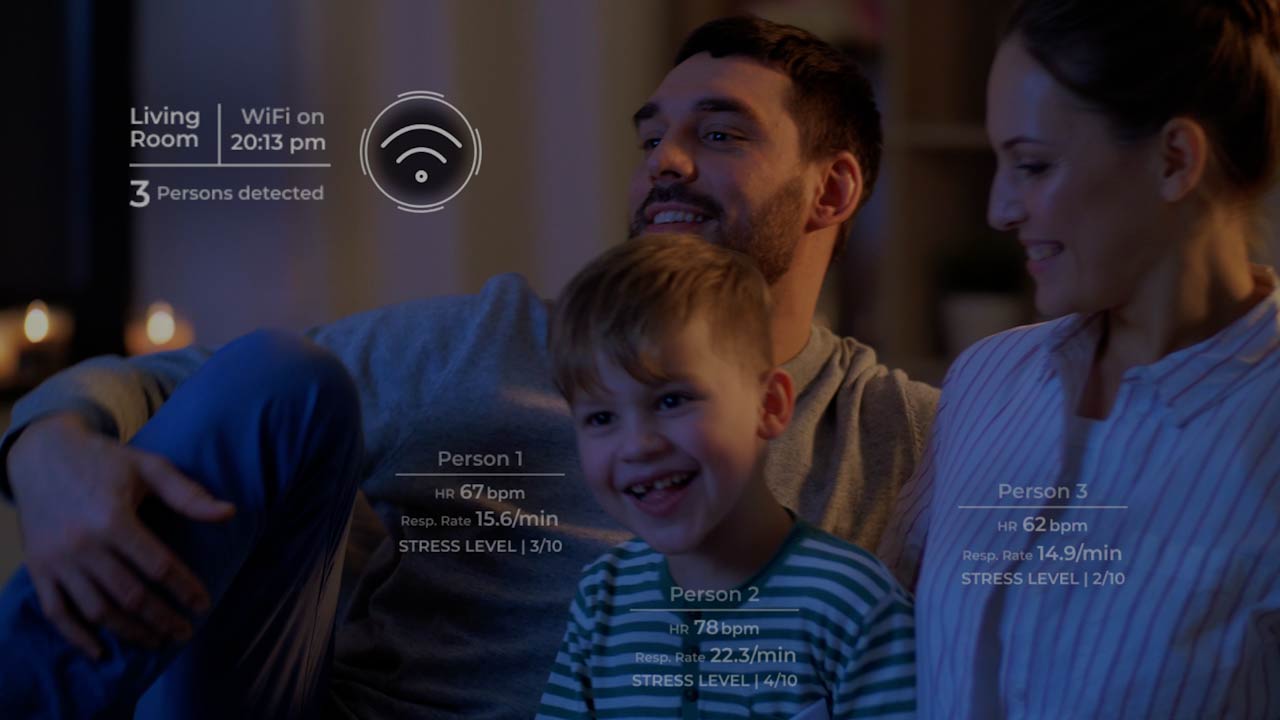 Living Room
WiFi on 20:13 pm
3 Persons detected
Person 1
HR 67 bpm
Resp. Rate 15.6/min
STRESS LEVEL | 3/10
Person 2
HR 78 bpm
Resp. Rate 22.3/min
STRESS LEVEL | 4/10
Person 3
HR 62 bpm
Resp. Rate 14.9/min
STRESS LEVEL | 2/10